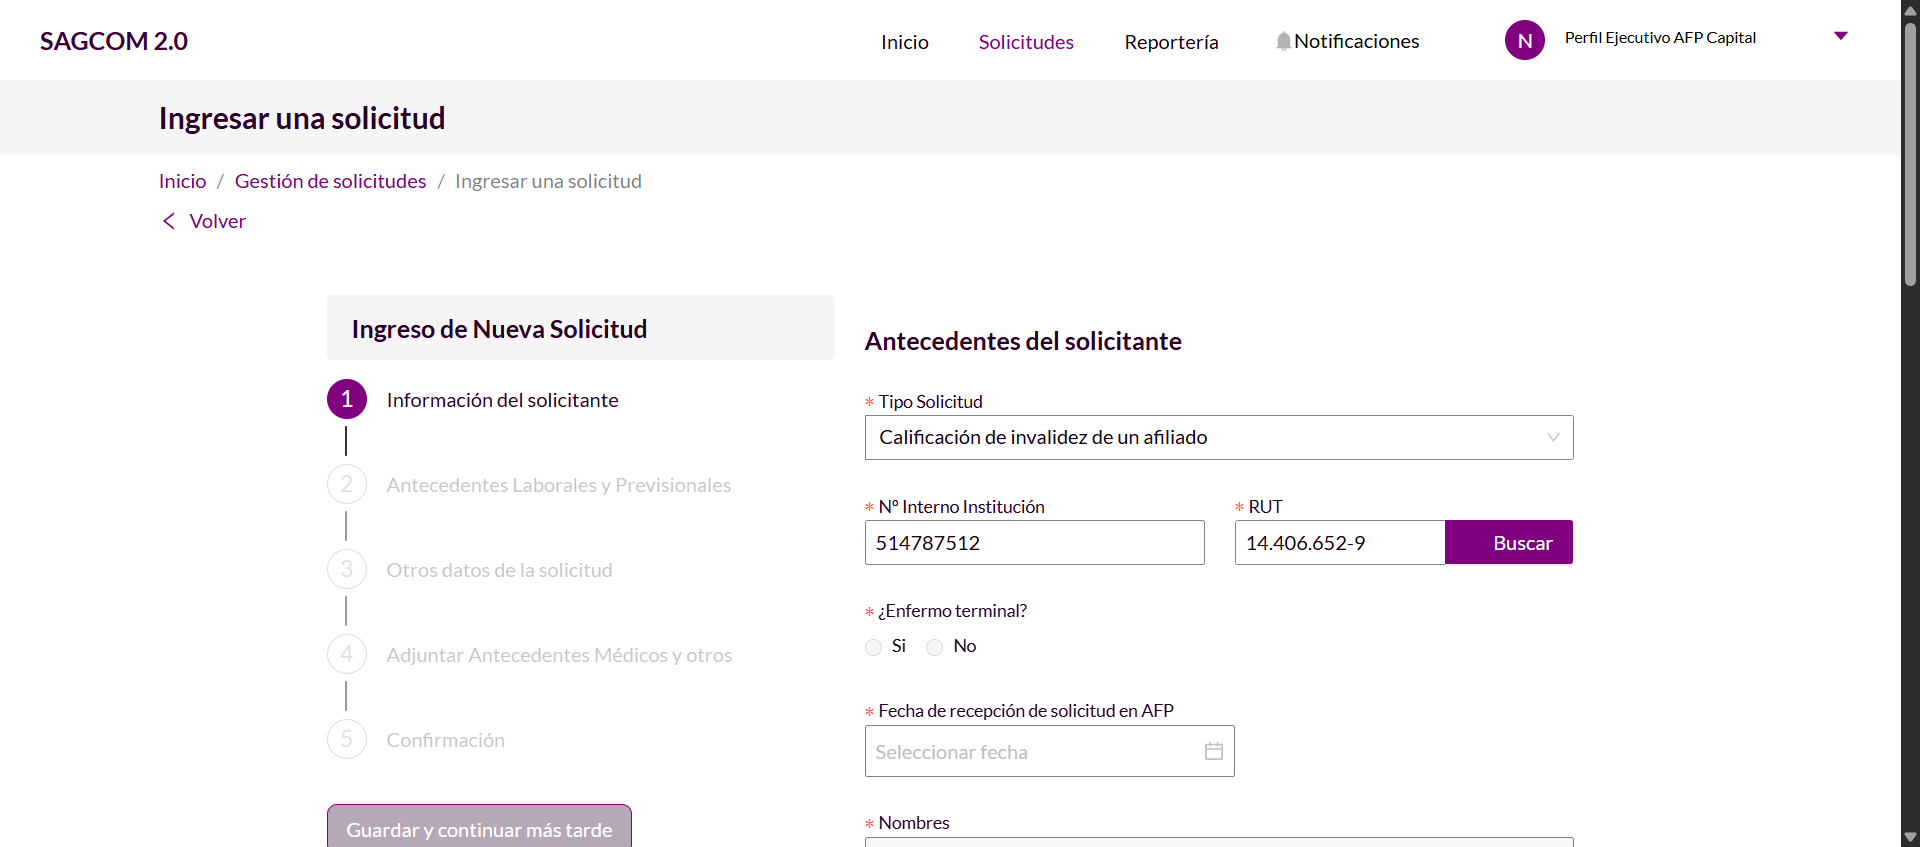 SAGCOM 2.0
Inicio
Solicitudes
Reportería
Notificaciones
N
Perfil Ejecutivo AFP Capital
Ingresar una solicitud
Inicio / Gestión de solicitudes / Ingresar una solicitud
Volver
Ingreso de Nueva Solicitud
1 Información del solicitante
2 Antecedentes Laborales y Previsionales
3 Otros datos de la solicitud
4 Adjuntar Antecedentes Médicos y otros
5 Confirmación
Guardar y continuar más tarde
Antecedentes del solicitante
* Tipo Solicitud
Calificación de invalidez de un afiliado
* Nº Interno Institución
514787512
* RUT
14.406.652-9
Buscar
* ¿Enfermo terminal?
Si
No
* Fecha de recepción de solicitud en AFP
Seleccionar fecha
* Nombres